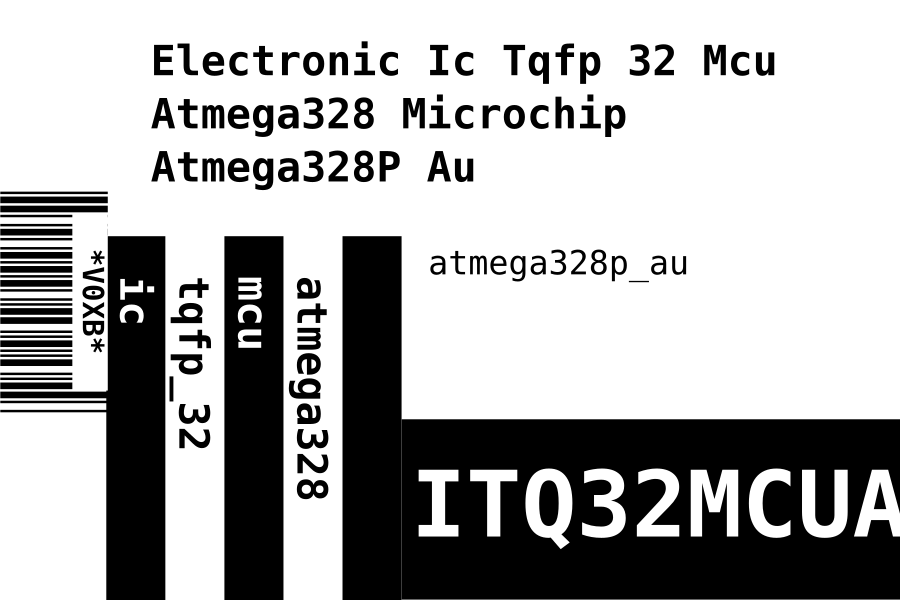 Electronic Ic Tqfp 32 Mcu
Atmega328 Microchip
Atmega328P Au
*V0XB*
ic
tqfp_32
mcu
atmega328
atmega328p_au
ITQ32MCUA